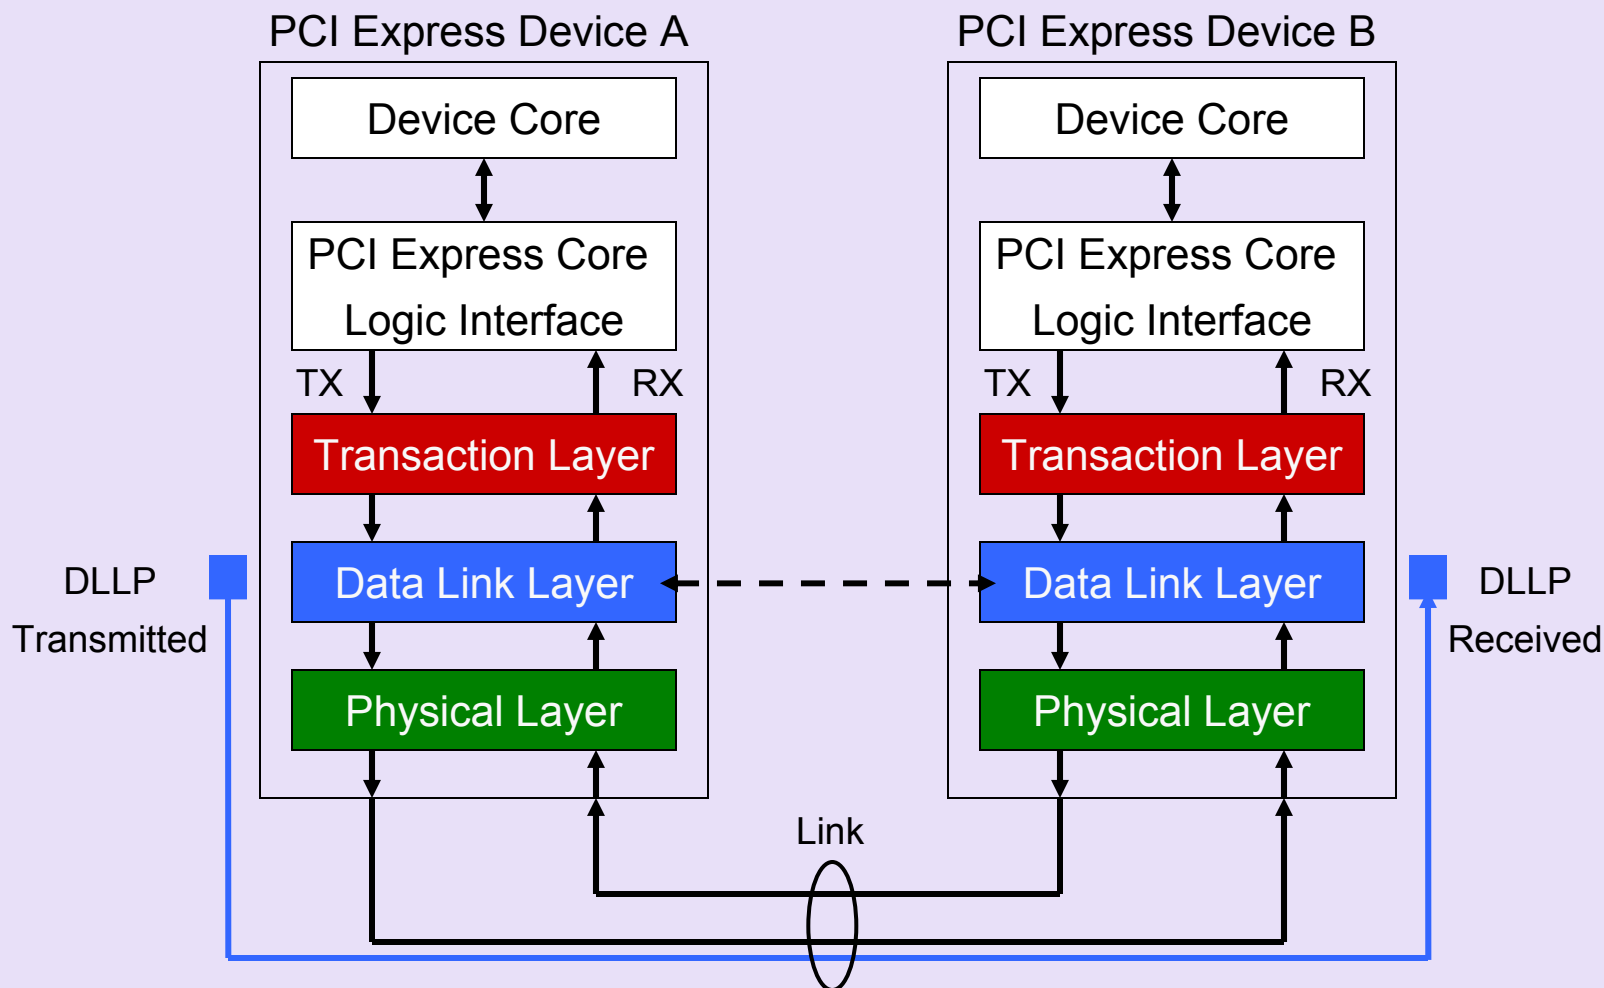 PCI Express Device A
PCI Express Device B
Device Core
Device Core
PCI Express Core
Logic Interface
PCI Express Core
Logic Interface
TX
RX
TX
RX
Transaction Layer
Transaction Layer
DLLP
Transmitted
Data Link Layer
Data Link Layer
DLLP
Received
Physical Layer
Physical Layer
Link